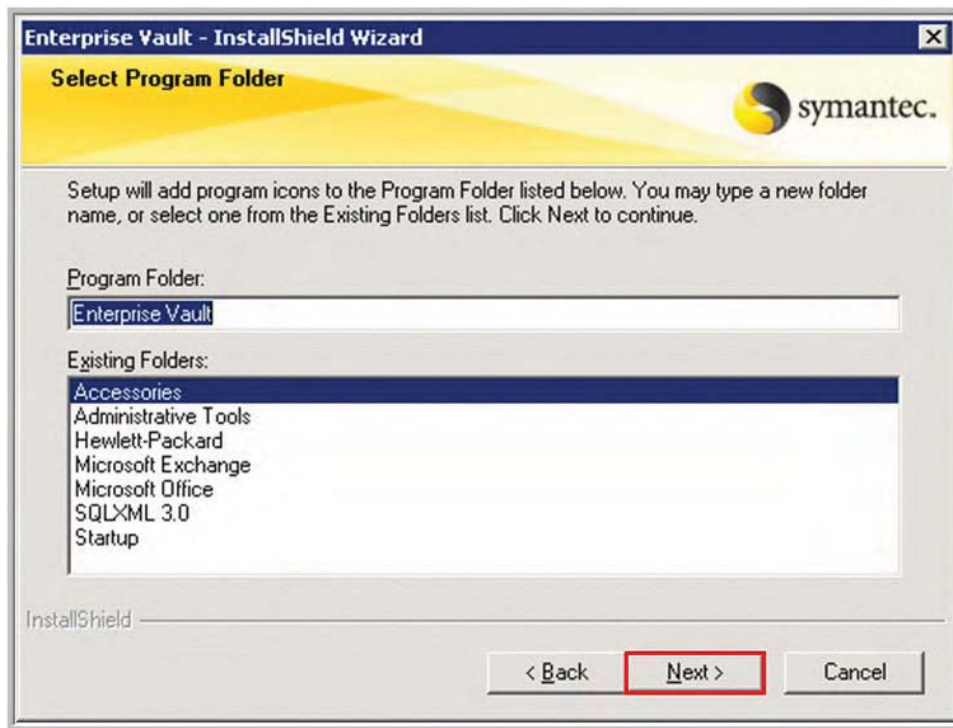 Enterprise Vault - InstallShield Wizard
Select Program Folder
symantec.
Setup will add program icons to the Program Folder listed below. You may type a new folder
name, or select one from the Existing Folders list. Click Next to continue.
Program Folder:
Enterprise Vault
Existing Folders:
Accessories
Administrative Tools
Hewlett-Packard
Microsoft Exchange
Microsoft Office
SQLXML 3.0
Startup
InstallShield
< Back
Next >
Cancel